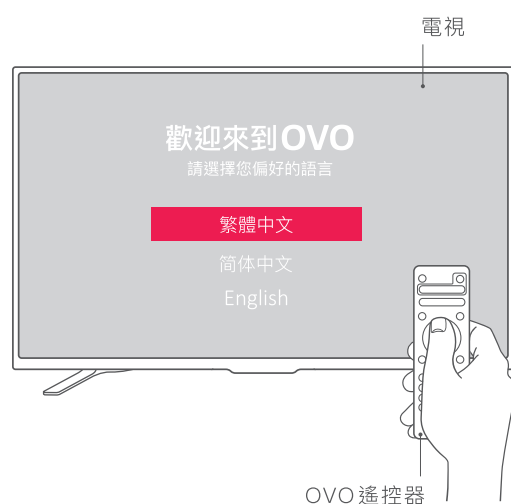 電視
歡迎來到OVO
請選擇您偏好的語言
繁體中文
简体中文
English
OVO遙控器